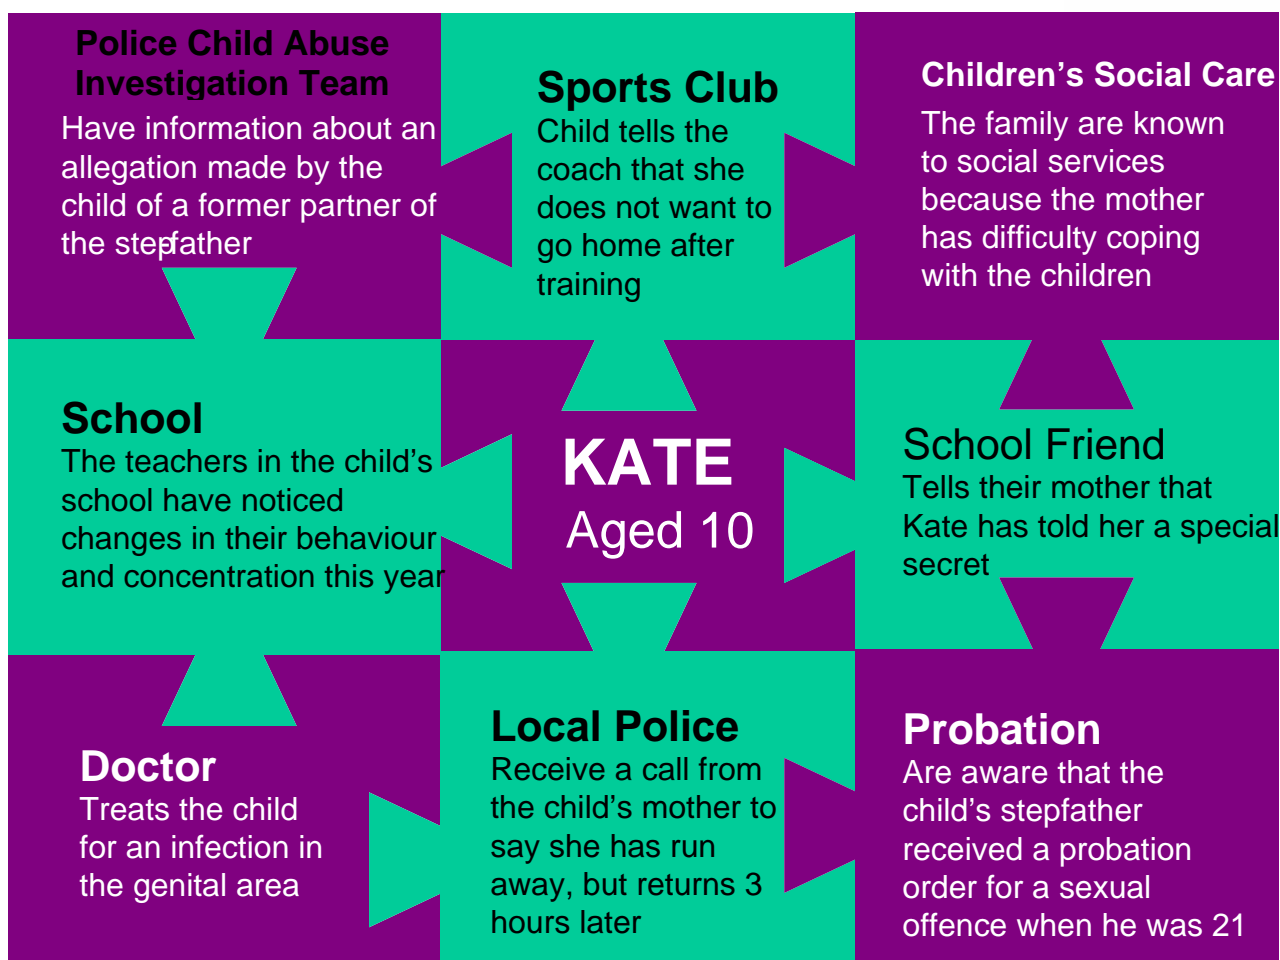 Police Child Abuse
Investigation Team
Have information about an
allegation made by the
child of a former partner of
the stepfather
Sports Club
Child tells the
coach that she
does not want to
go home after
training
Children's Social Care
The family are known
to social services
because the mother
has difficulty coping
with the children
School
The teachers in the child's
school have noticed
changes in their behaviour
and concentration this year
KATE
Aged 10
School Friend
Tells their mother that
Kate has told her a special
secret
Doctor
Treats the child
for an infection in
the genital area
Local Police
Receive a call from
the child's mother to
say she has run
away, but returns 3
hours later
Probation
Are aware that the
child's stepfather
received a probation
order for a sexual
offence when he was 21